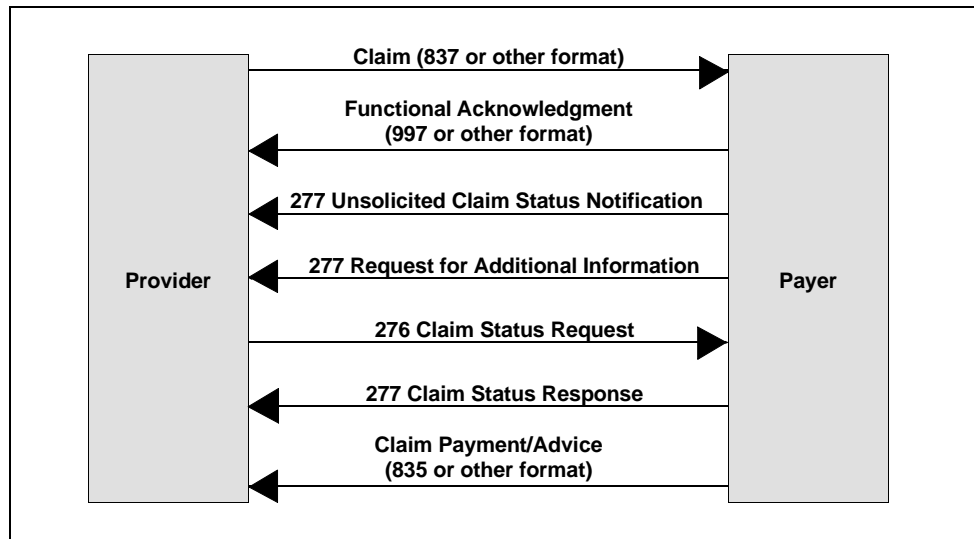 Claim (837 or other format)
Functional Acknowledgment
(997 or other format)
277 Unsolicited Claim Status Notification
277 Request for Additional Information
Provider
Payer
276 Claim Status Request
277 Claim Status Response
Claim Payment/Advice
(835 or other format)